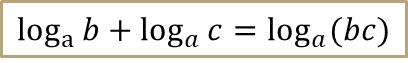 logₐ b + logₐ c = logₐ(bc)